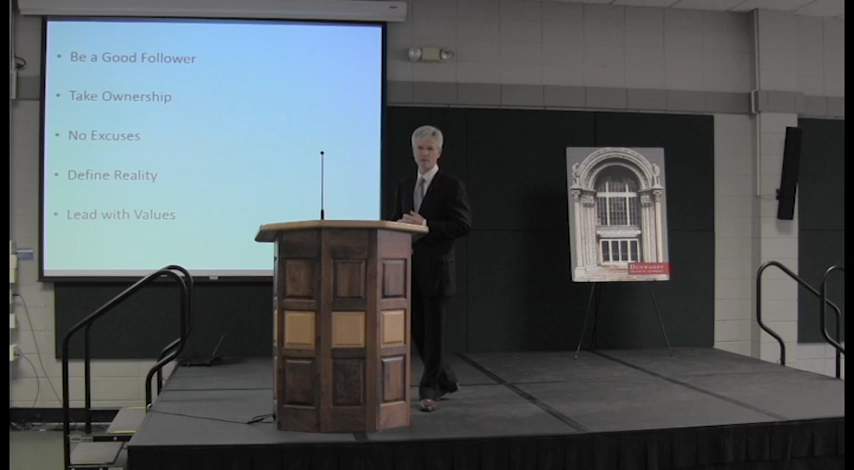 • Be a Good Follower
• Take Ownership
• No Excuses
• Define Reality
• Lead with Values